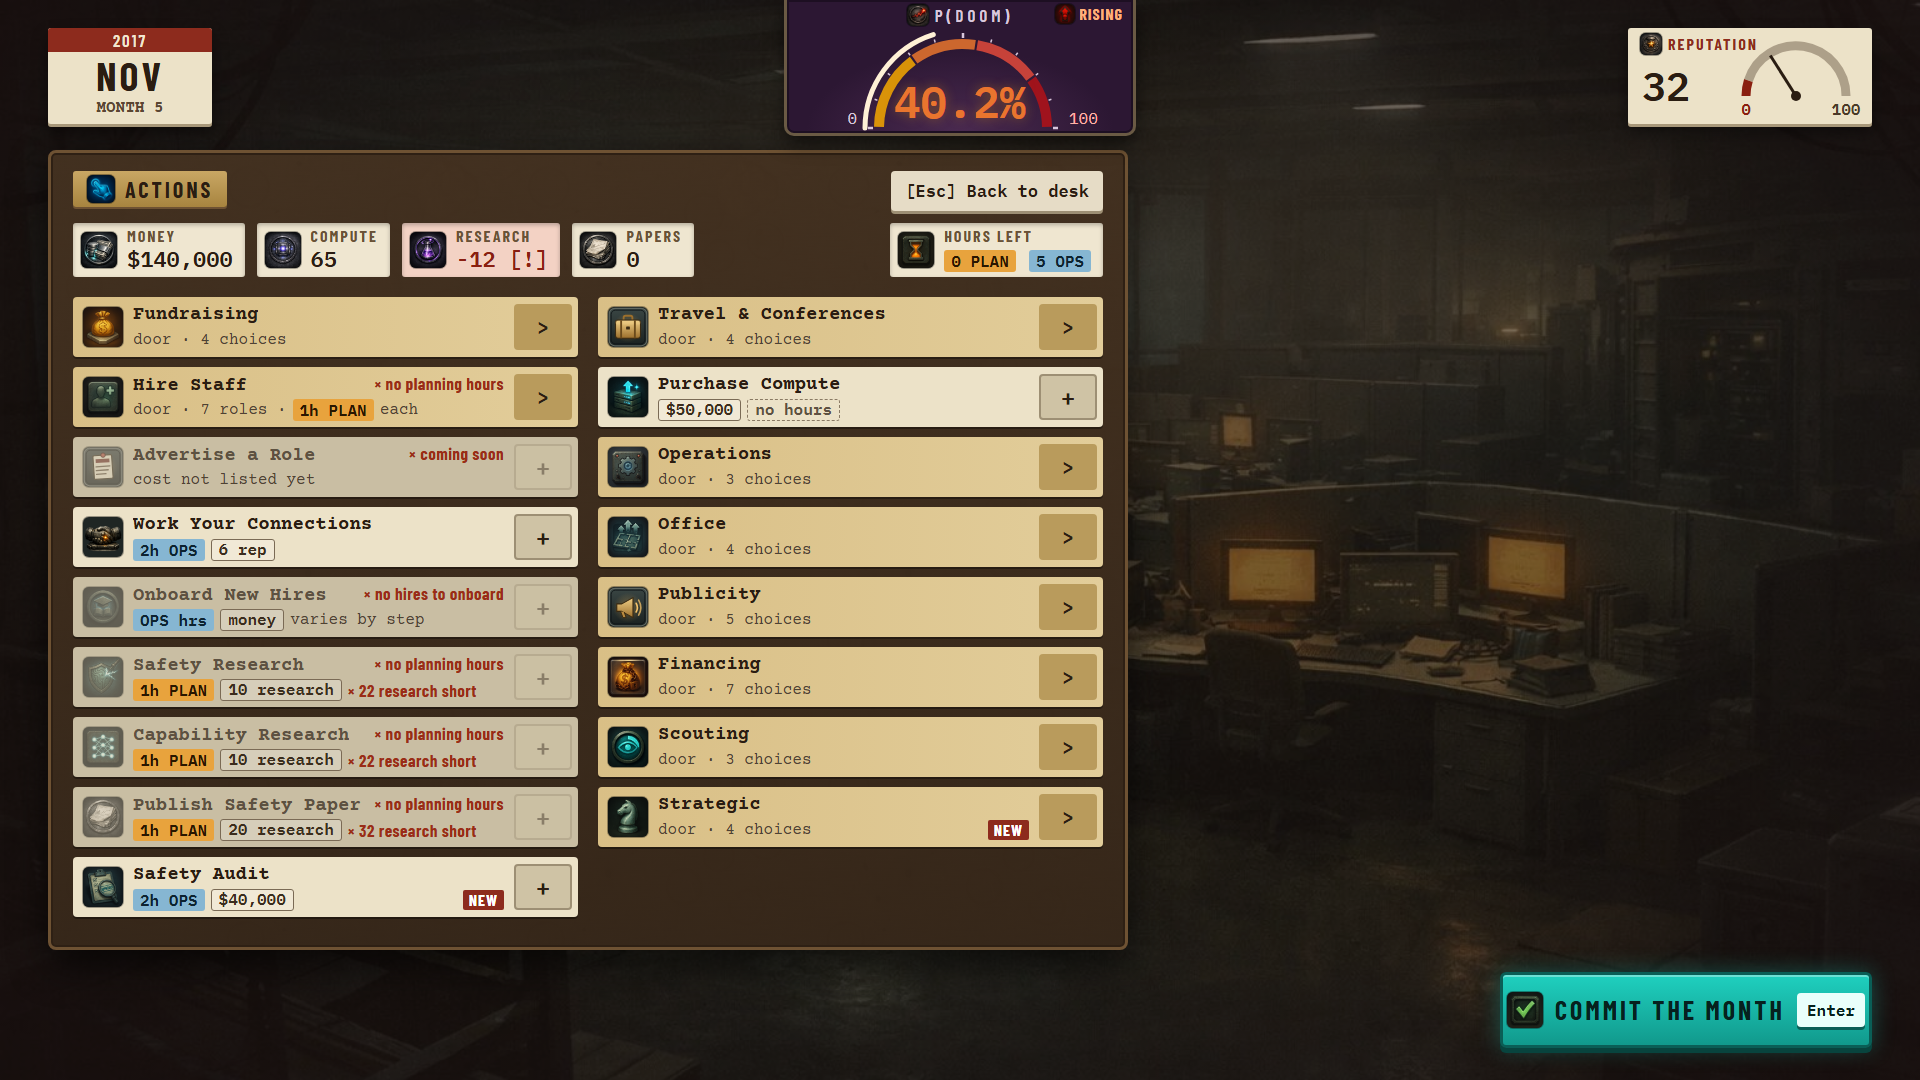 2017
NOV
MONTH 5
P(DOOM)
RISING
40.2%
0
100
REPUTATION
32
0
100
ACTIONS
[Esc] Back to desk
MONEY
$140,000
COMPUTE
65
RESEARCH
-12 [!]
PAPERS
0
HOURS LEFT
0 PLAN
5 OPS
Fundraising
door · 4 choices
>
Hire Staff
× no planning hours
door · 7 roles · 1h PLAN each
>
Advertise a Role
× coming soon
cost not listed yet
+
Work Your Connections
2h OPS
6 rep
+
Onboard New Hires
× no hires to onboard
OPS hrs money varies by step
+
Safety Research
× no planning hours
1h PLAN
10 research
× 22 research short
+
Capability Research
× no planning hours
1h PLAN
10 research
× 22 research short
+
Publish Safety Paper
× no planning hours
1h PLAN
20 research
× 32 research short
+
Safety Audit
2h OPS
$40,000
NEW
+
Travel & Conferences
door · 4 choices
>
Purchase Compute
$50,000
no hours
+
Operations
door · 3 choices
>
Office
door · 4 choices
>
Publicity
door · 5 choices
>
Financing
door · 7 choices
>
Scouting
door · 3 choices
>
Strategic
door · 4 choices
NEW
>
COMMIT THE MONTH
Enter